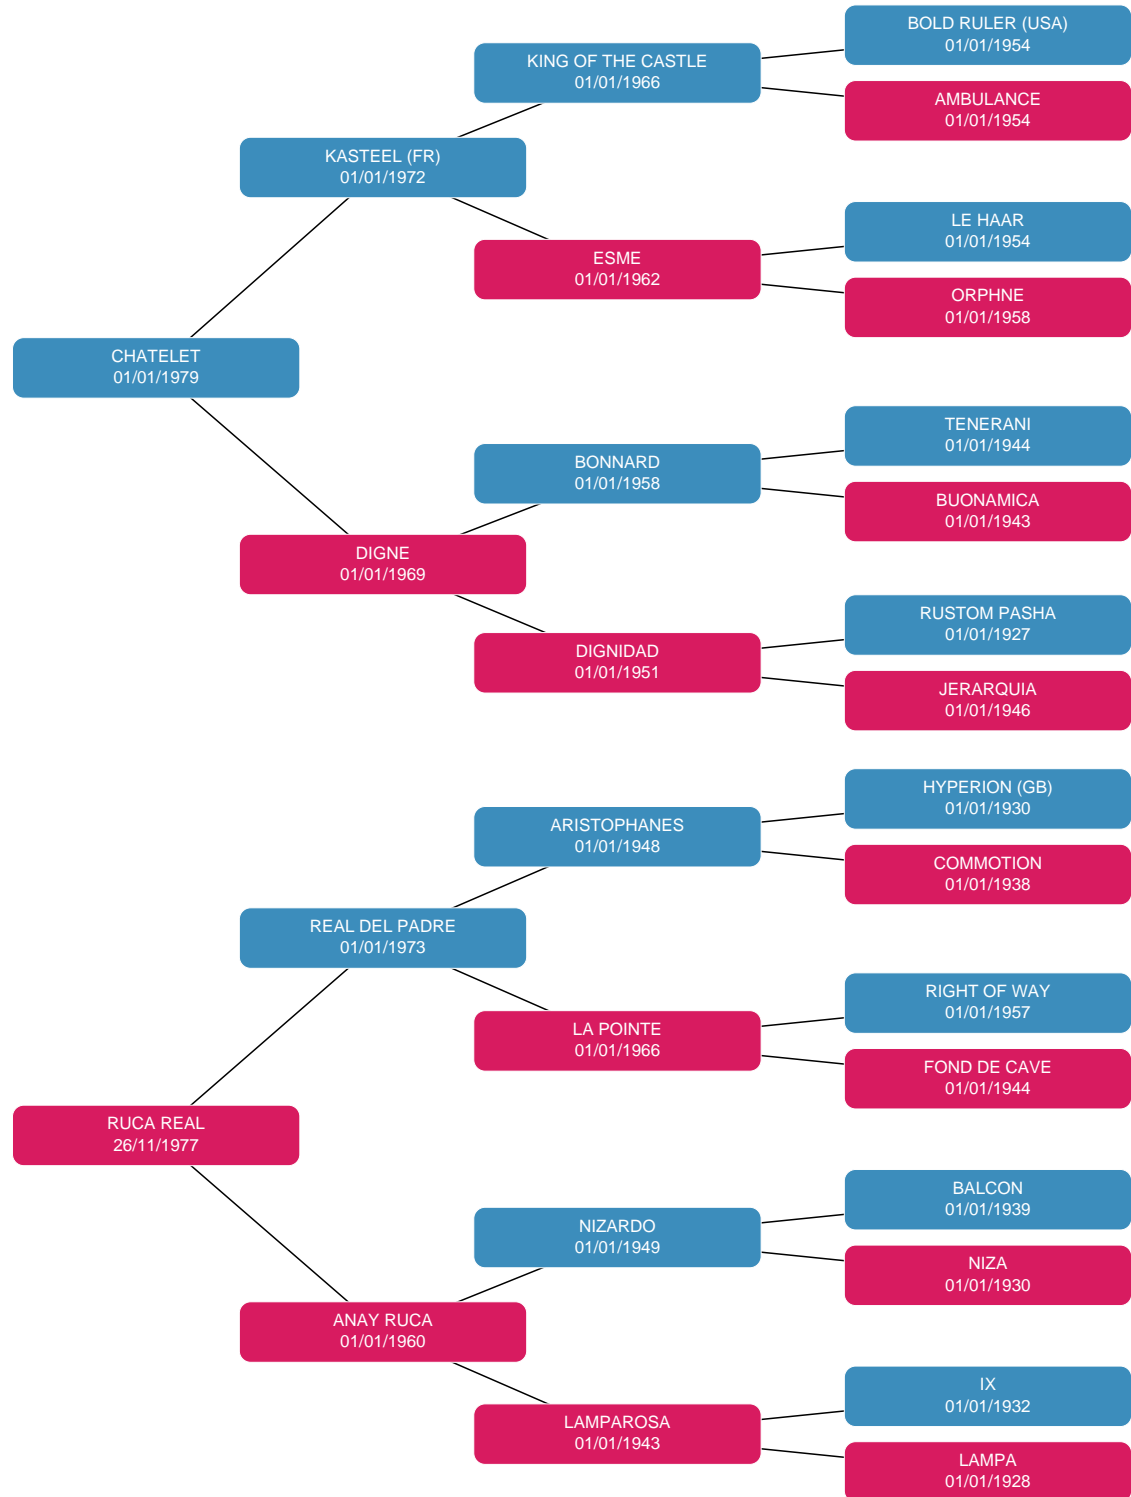 BOLD RULER (USA)
01/01/1954
KING OF THE CASTLE
01/01/1966
AMBULANCE
01/01/1954
KASTEEL (FR)
01/01/1972
LE HAAR
01/01/1954
ESME
01/01/1962
ORPHNE
01/01/1958
CHATELET
01/01/1979
TENERANI
01/01/1944
BONNARD
01/01/1958
BUONAMICA
01/01/1943
DIGNE
01/01/1969
RUSTOM PASHA
01/01/1927
DIGNIDAD
01/01/1951
JERARQUIA
01/01/1946
HYPERION (GB)
01/01/1930
ARISTOPHANES
01/01/1948
COMMOTION
01/01/1938
REAL DEL PADRE
01/01/1973
RIGHT OF WAY
01/01/1957
LA POINTE
01/01/1966
FOND DE CAVE
01/01/1944
RUCA REAL
26/11/1977
BALCON
01/01/1939
NIZARDO
01/01/1949
NIZA
01/01/1930
ANAY RUCA
01/01/1960
IX
01/01/1932
LAMPAROSA
01/01/1943
LAMPA
01/01/1928